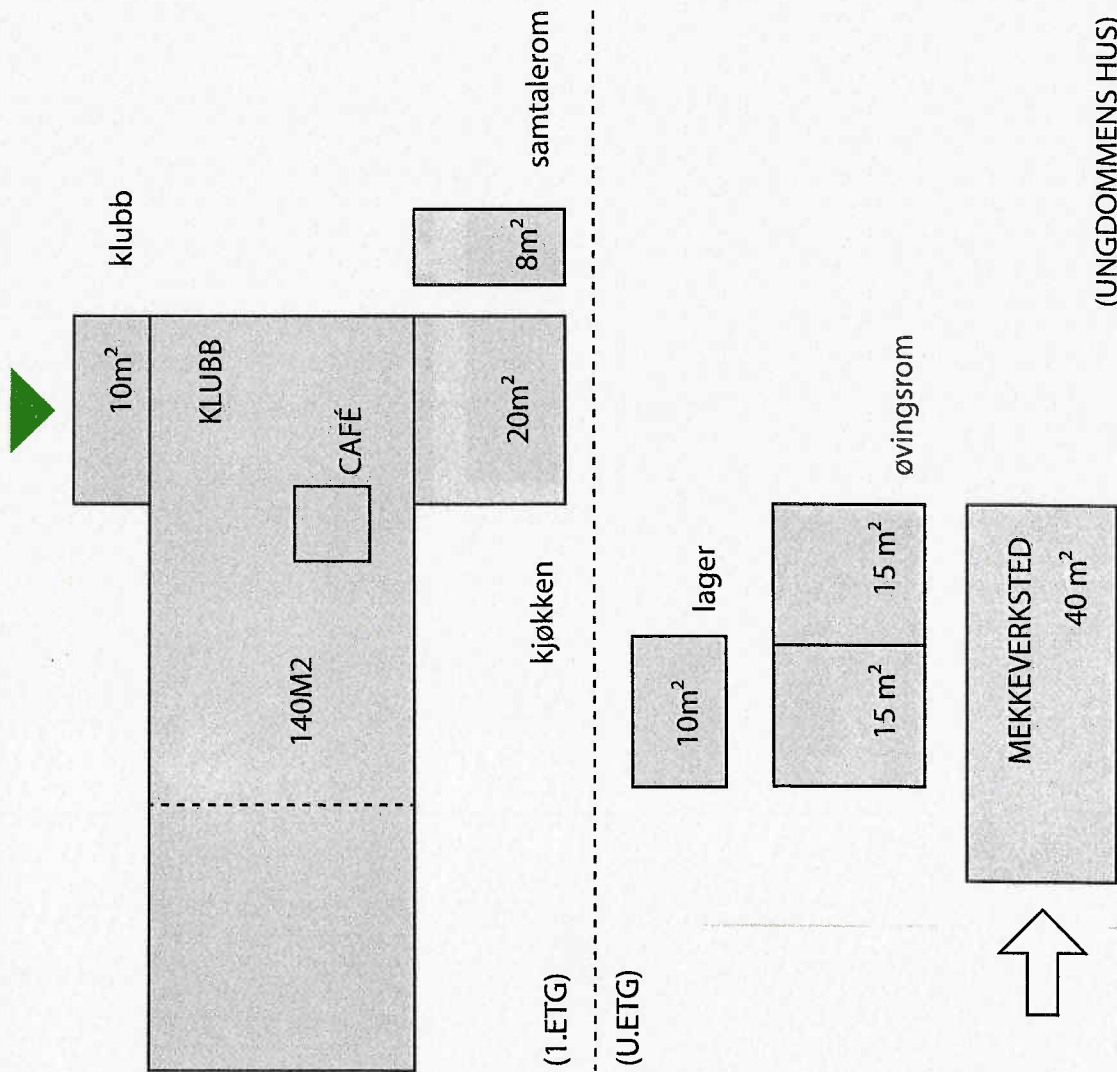 klubb
10m²
KLUBB
CAFÉ
140M2
samtalerom
8m²
20m²
kjøkken
(1.ETG)
(U.ETG)
lager
10m²
øvingsrom
15 m²
15 m²
MEKKEVERKSTED
40 m²
(UNGDOMMENS HUS)